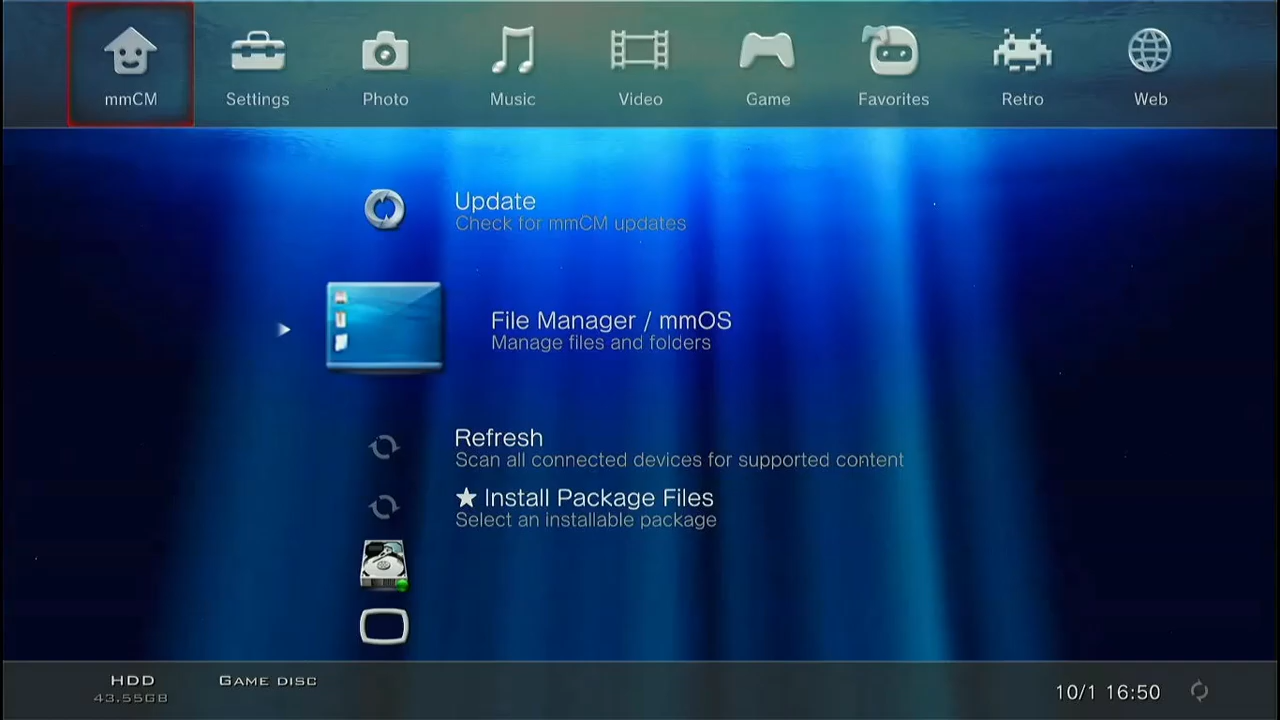 mmCM
Settings
Photo
Music
Video
Game
Favorites
Retro
Web
Update
Check for mmCM updates
File Manager / mmOS
Manage files and folders
Refresh
Scan all connected devices for supported content
★ Install Package Files
Select an installable package
HDD
43.55GB
GAME DISC
10/1 16:50